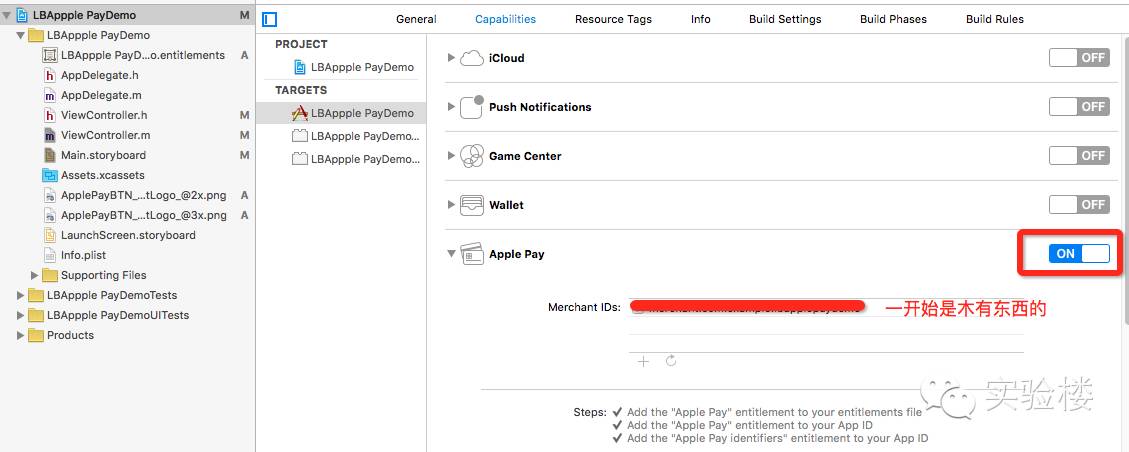 LBAppple PayDemo M
General Capabilities Resource Tags Info Build Settings Build Phases Build Rules
LBAppple PayDemo
LBAppple PayD...o.entitlements A
AppDelegate.h
AppDelegate.m
ViewController.h M
ViewController.m M
Main.storyboard M
Assets.xcassets
ApplePayBTN_...tLogo_@2x.png A
ApplePayBTN_...tLogo_@3x.png A
LaunchScreen.storyboard
Info.plist
Supporting Files
LBAppple PayDemoTests
LBAppple PayDemoUITests
Products
PROJECT
LBAppple PayDemo
TARGETS
LBAppple PayDemo
LBAppple PayDemo...
LBAppple PayDemo...
iCloud OFF
Push Notifications OFF
Game Center OFF
Wallet OFF
Apple Pay ON
Merchant IDs: 一开始是木有东西的
Steps: ✔ Add the "Apple Pay" entitlement to your entitlements file
✔ Add the "Apple Pay" entitlement to your App ID
✔ Add the "Apple Pay identifiers" entitlement to your App ID
实验楼